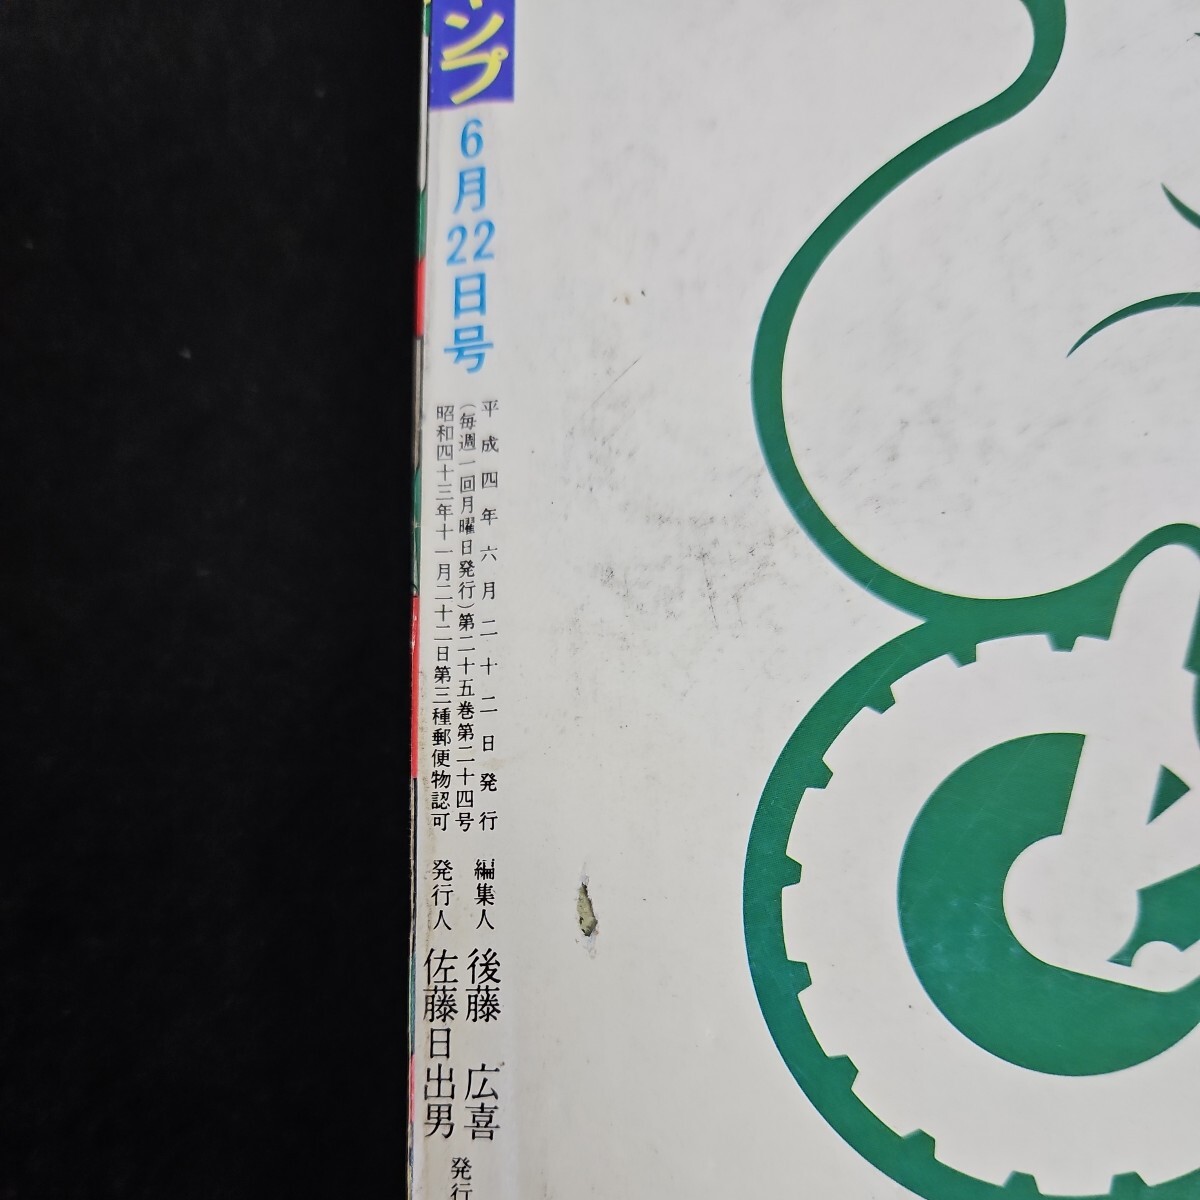 ンプ
6月22日号
平成四年六月二十二日発行
(毎週一回月曜日発行)第二十五巻第二十四号
昭和四十三年十一月二十二日第三種郵便物認可
編集人 後藤 広喜
発行人 佐藤日出男
発行